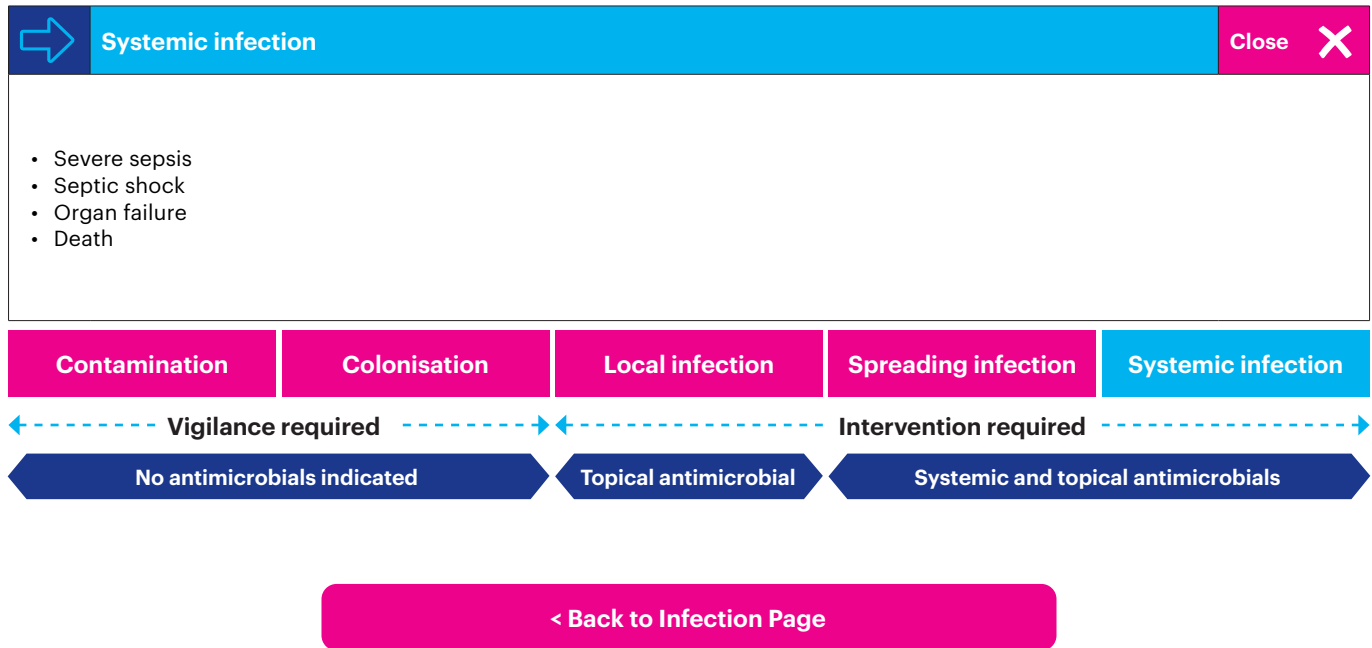 Systemic infection
Close
• Severe sepsis
• Septic shock
• Organ failure
• Death
Contamination
Colonisation
Local infection
Spreading infection
Systemic infection
Vigilance required
Intervention required
No antimicrobials indicated
Topical antimicrobial
Systemic and topical antimicrobials
< Back to Infection Page